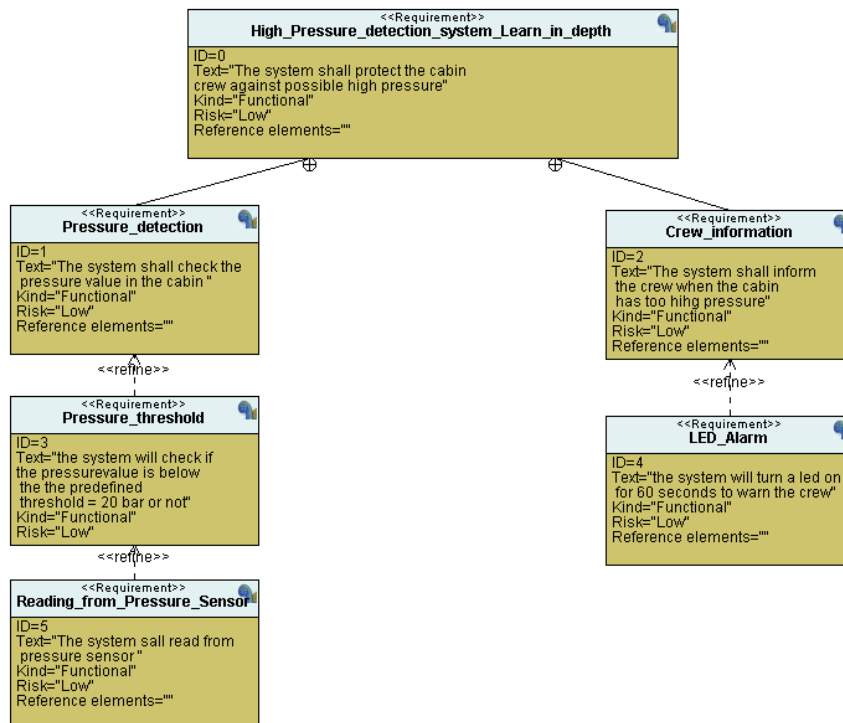 <<Requirement>>
High_Pressure_detection_system_Learn_in_depth
ID=0
Text="The system shall protect the cabin
crew against possible high pressure"
Kind="Functional"
Risk="Low"
Reference elements=""
<<Requirement>>
Pressure_detection
ID=1
Text="The system shall check the
pressure value in the cabin "
Kind="Functional"
Risk="Low"
Reference elements=""
<<refine>>
<<Requirement>>
Pressure_threshold
ID=3
Text="the system will check if
the pressurevalue is below
the the predefined
threshold = 20 bar or not"
Kind="Functional"
Risk="Low"
<<refine>>
<<Requirement>>
Reading_from_Pressure_Sensor
ID=5
Text="The system sall read from
pressure sensor "
Kind="Functional"
Risk="Low"
Reference elements=""
<<Requirement>>
Crew_information
ID=2
Text="The system shall inform
the crew when the cabin
has too hihg pressure"
Kind="Functional"
Risk="Low"
Reference elements=""
<<refine>>
<<Requirement>>
LED_Alarm
ID=4
Text="the system will turn a led on
for 60 seconds to warn the crew"
Kind="Functional"
Risk="Low"
Reference elements=""